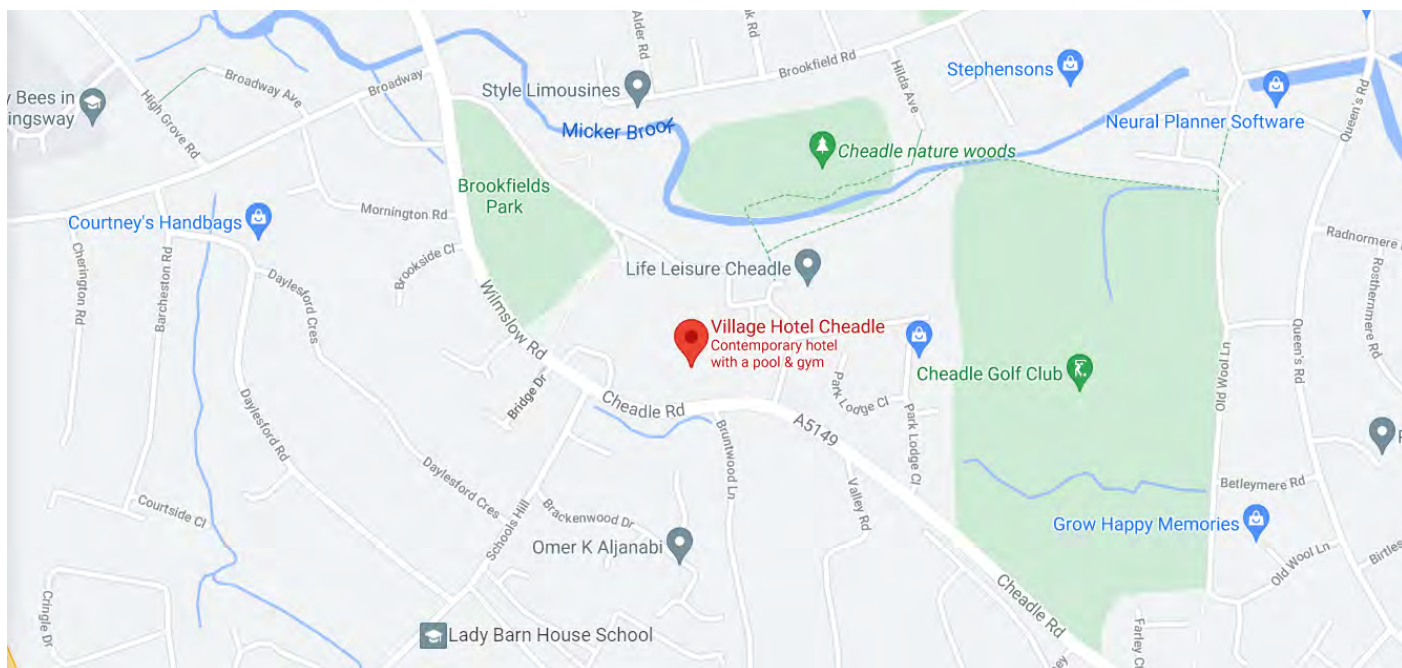 Alder Rd
Brookfield Rd
Hilda Ave
Stephensons
Broadway Ave
Broadway
Style Limousines
y Bees in
ingsway
High Grove Rd
Micker Brook
Neural Planner Software
Queen's Rd
Cheadle nature woods
Brookfields
Park
Courtney's Handbags
Mornington Rd
Radnormere
Brookside Cl
Life Leisure Cheadle
Cherington Rd
Barcheston Rd
Daylesford Cres
Wilmslow Rd
Rosthernmere Rd
Village Hotel Cheadle
Contemporary hotel
with a pool & gym
Queen's Rd
Old Wool Ln
Cheadle Golf Club
Park Lodge Cl
Bridge Dr
Cheadle Rd
A5149
Park Lodge Cl
Daylesford Rd
Bruntwood Ln
Daylesford Cres
Valley Rd
Betleymere Rd
Courtside Cl
Schools Hill
Brackenwood Dr
Grow Happy Memories
Omer K Aljanabi
Old Wool Ln
Birtles
Cringle Dr
Cheadle Rd
Lady Barn House School
Farley C